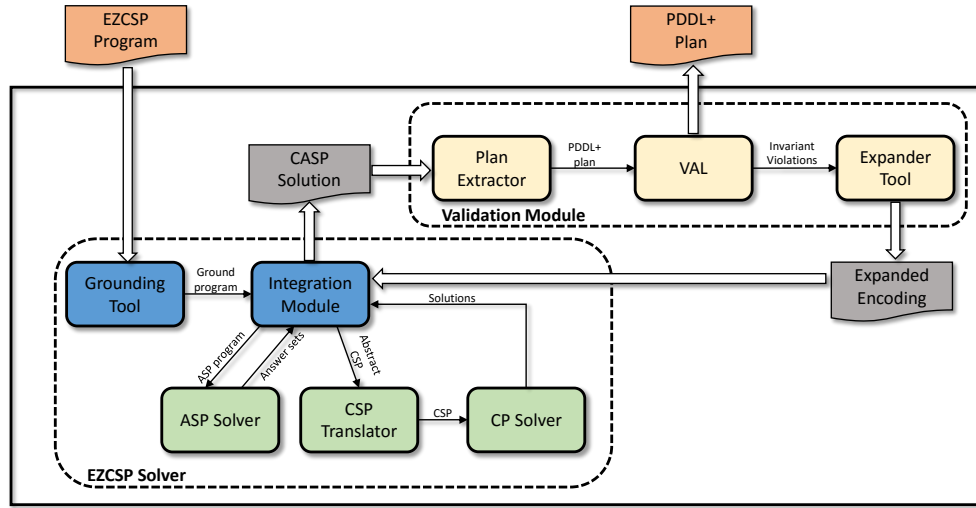 EZCSP
Program
PDDL+
Plan
CASP
Solution
Plan
Extractor
PDDL+
plan
VAL
Invariant
Violations
Expander
Tool
Validation Module
Grounding
Tool
Ground
program
Integration
Module
Expanded
Encoding
Solutions
ASP program
Answer sets
Abstract
CSP
ASP Solver
CSP
Translator
CSP
CP Solver
EZCSP Solver